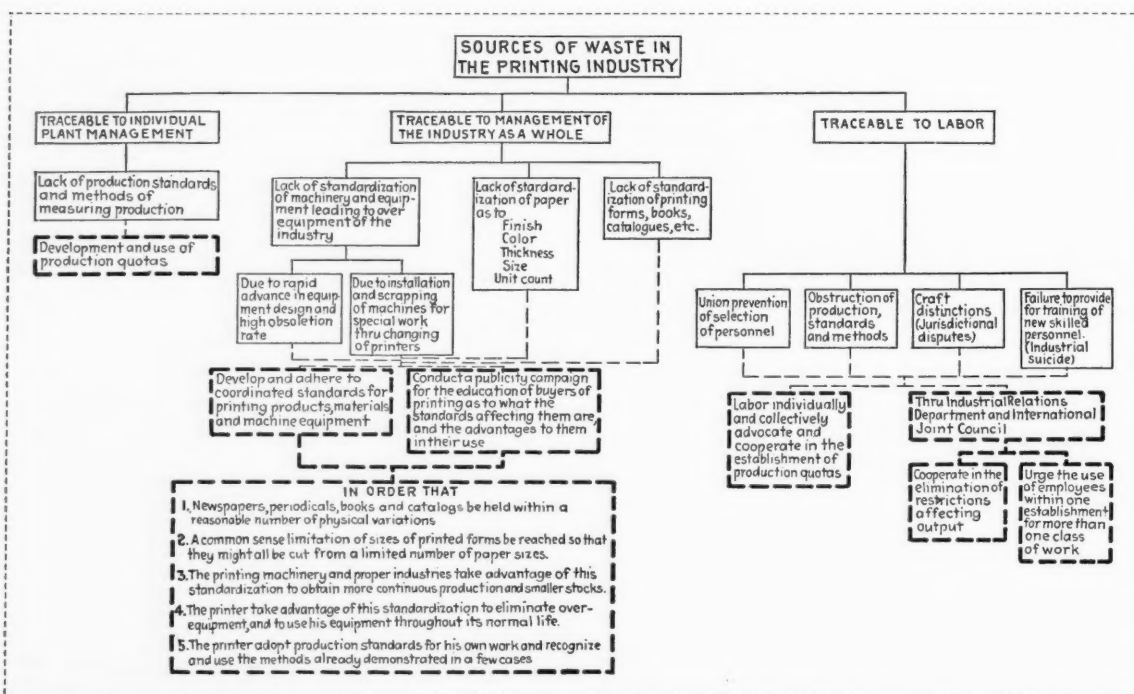 SOURCES OF WASTE IN
THE PRINTING INDUSTRY
TRACEABLE TO INDIVIDUAL
PLANT MANAGEMENT
TRACEABLE TO MANAGEMENT OF
THE INDUSTRY AS A WHOLE
TRACEABLE TO LABOR
Lack of production standards
and methods of
measuring production
Development and use of
production quotas
Lack of standardization
of machinery and equip-
ment leading to over
equipment of the
industry
Lack of stardard-
ization of paper
as to
Finish
Color
Thickness
Size
Unit count
Lack of standard-
ization of printing
forms, books,
catalogues, etc.
Due to rapid
advance in equip
ment design and
high obsoletion
rate
Due to installation
and scrapping
of machines for
special work
thru changing
of printers
Union prevention
of selection
of personnel
Obstruction of
production,
standards
and methods
Craft
distinctions
(Jurisdictional
disputes)
Failure to provide
for training of
new skilled
personnel.
(Industrial
suicide)
Develop and adhere to
coordinated standards for
printing products, materials
and machine equipment
Conduct a publicity campaign
for the education of buyers of
printing as to what the
standards affecting them are,
and the advantages to them
in their use
Labor individually
and collectively
advocate and
cooperate in the
establishment of
production quotas
Thru Industrial Relations
Department and International
Joint Council
Cooperate in the
elimination of
restrictions
affecting
output
Urge the use
of employees
within one
establishment
for more than
one class
of work
IN ORDER THAT
1. Newspapers, periodicals, books and catalogs be held within a
reasonable number of physical variations
2. A common sense limitation of sizes of printed forms be reached so that
they might all be cut from a limited number of paper sizes.
3. The printing machinery and proper industries take advantage of this
standardization to obtain more continuous production and smaller stocks.
4. The printer take advantage of this standardization to eliminate over-
equipment, and to use his equipment throughout its normal life.
5. The printer adopt production standards for his own work and recognize
and use the methods already demonstrated in a few cases